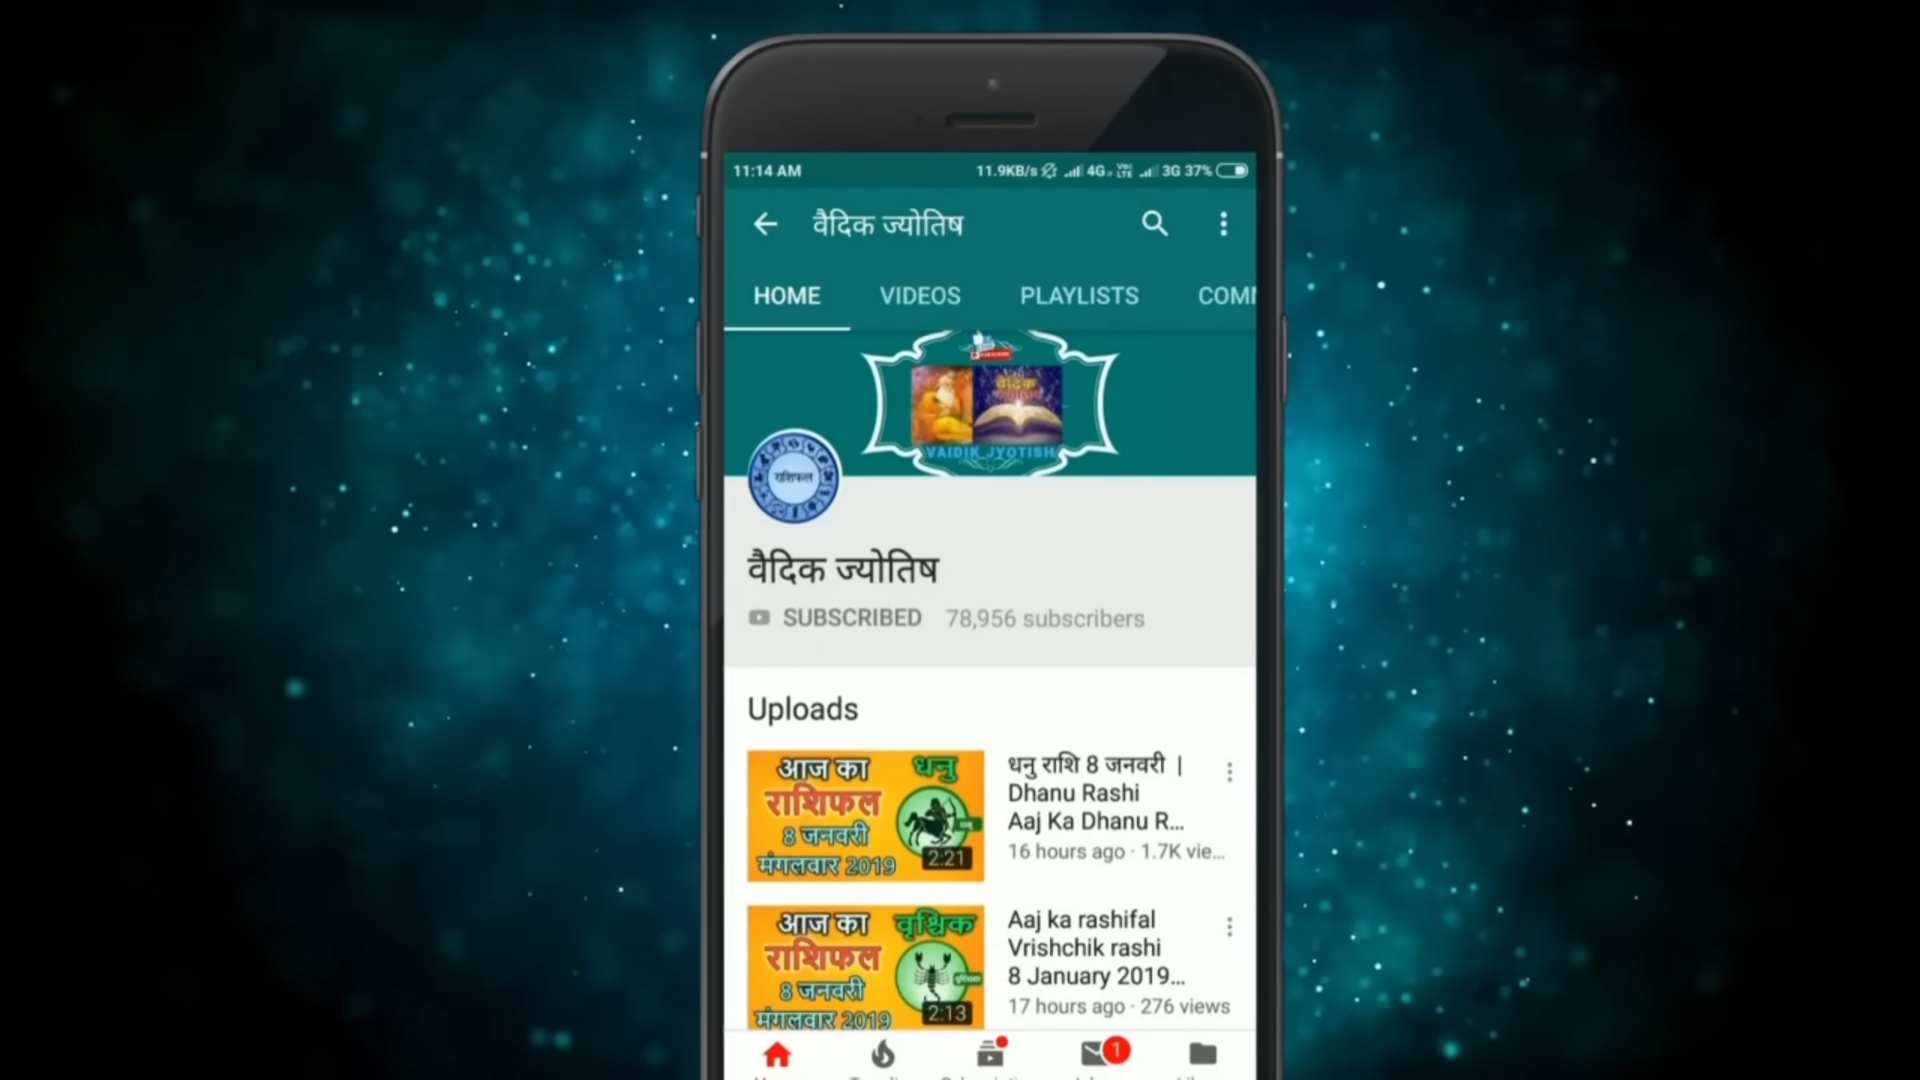 11:14 AM 11.9KB/s 4G VoLTE 3G 37%
वैदिक ज्योतिष
HOME VIDEOS PLAYLISTS COMM
वैदिक
VAIDIK JYOTISH
राशिफल
वैदिक ज्योतिष
SUBSCRIBED 78,956 subscribers
Uploads
आज का धनु
राशिफल
8 जनवरी
मंगलवार 2019
2:21
धनु राशि 8 जनवरी |
Dhanu Rashi
Aaj Ka Dhanu R...
16 hours ago · 1.7K vie...
आज का वृश्चिक
राशिफल
8 जनवरी
मंगलवार 2019
2:13
Aaj ka rashifal
Vrishchik rashi
8 January 2019...
17 hours ago · 276 views
1